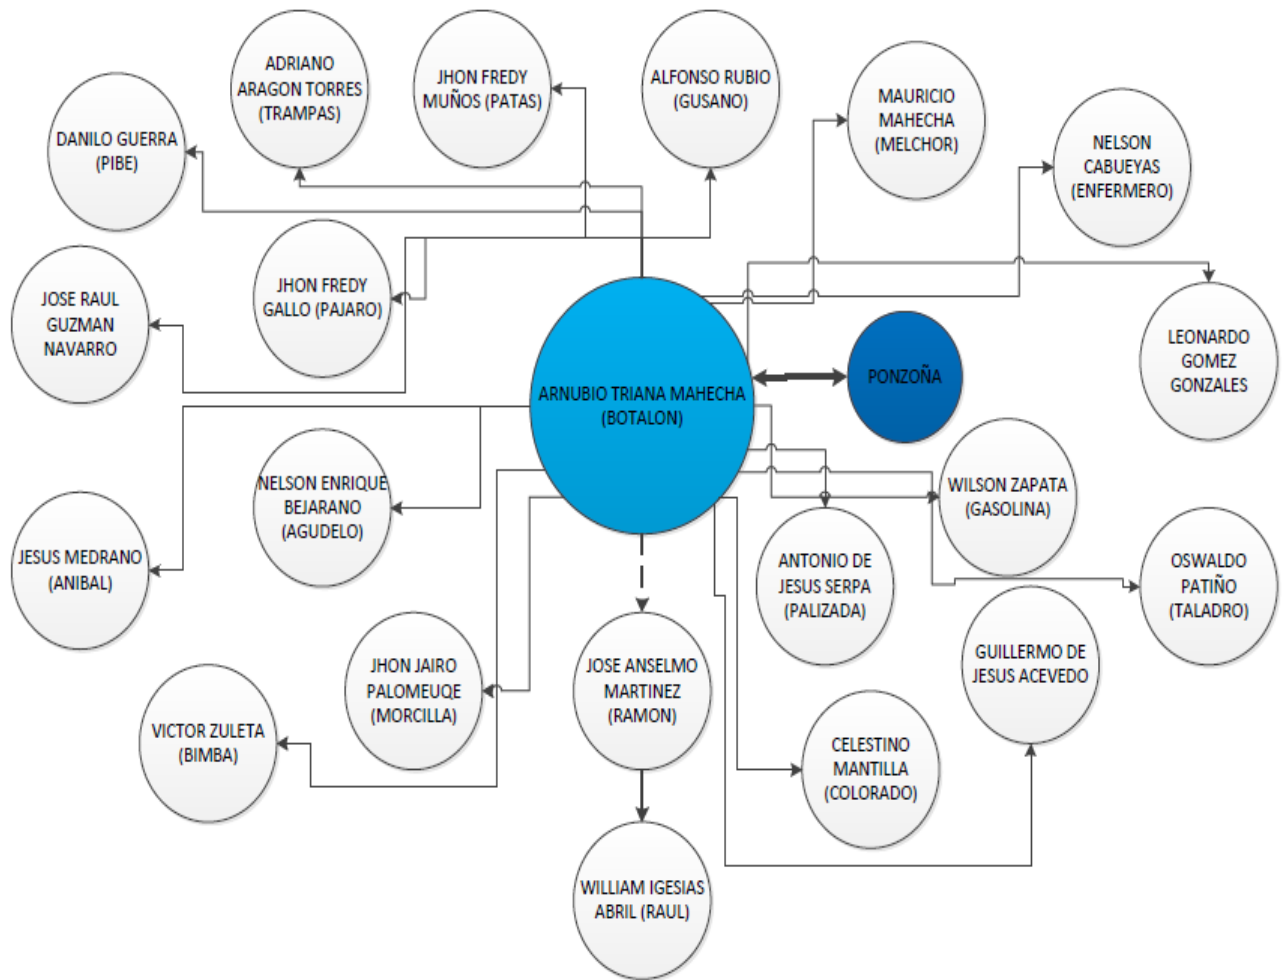 ADRIANO
ARAGON TORRES
(TRAMPAS)
JHON FREDY
MUÑOS (PATAS)
ALFONSO RUBIO
(GUSANO)
MAURICIO
MAHECHA
(MELCHOR)
DANILO GUERRA
(PIBE)
NELSON
CABUEYAS
(ENFERMERO)
JHON FREDY
GALLO (PAJARO)
JOSE RAUL
GUZMAN
NAVARRO
LEONARDO
GOMEZ
GONZALES
ARNUBIO TRIANA MAHECHA
(BOTALON)
PONZOÑA
NELSON ENRIQUE
BEJARANO
(AGUDELO)
WILSON ZAPATA
(GASOLINA)
JESUS MEDRANO
(ANIBAL)
ANTONIO DE
JESUS SERPA
(PALIZADA)
OSWALDO
PATIÑO
(TALADRO)
JHON JAIRO
PALOMEUQE
(MORCILLA)
JOSE ANSELMO
MARTINEZ
(RAMON)
GUILLERMO DE
JESUS ACEVEDO
VICTOR ZULETA
(BIMBA)
CELESTINO
MANTILLA
(COLORADO)
WILLIAM IGESIAS
ABRIL (RAUL)